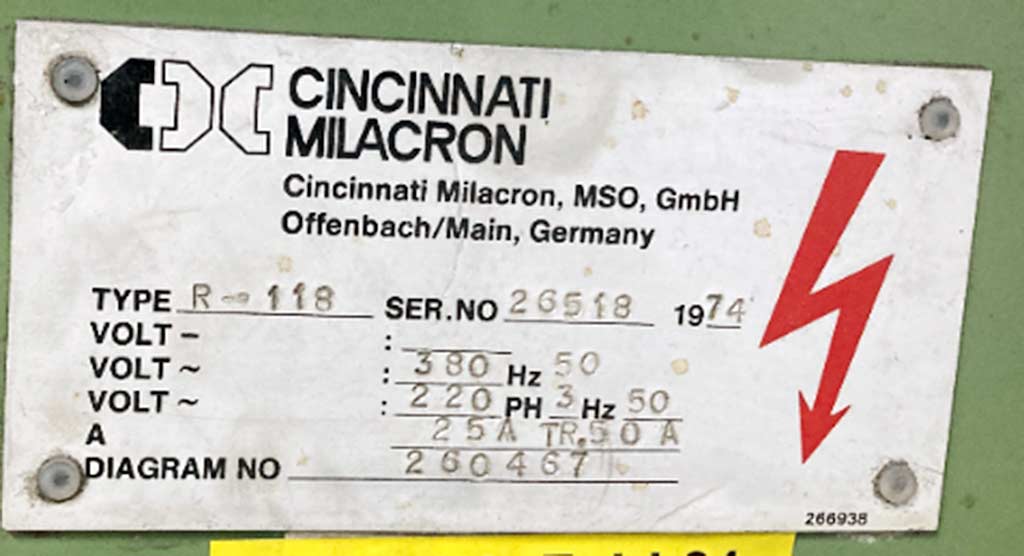 CINCINNATI
MILACRON
Cincinnati Milacron, MSO, GmbH
Offenbach/Main, Germany
TYPE R-118 SER.NO 26518 1974
VOLT - :
VOLT ~ : 380 Hz 50
VOLT ~ : 220 PH 3 Hz 50
A 25A TR.50A
DIAGRAM NO 260467
266938